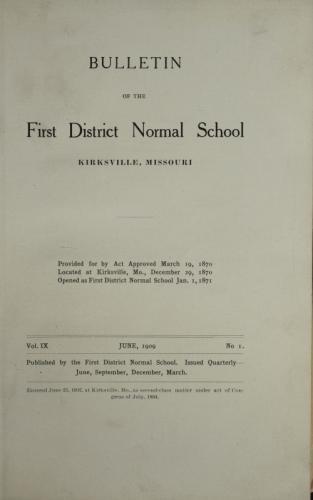 BULLETIN
OF THE
First District Normal School
KIRKSVILLE, MISSOURI
Provided for by Act Approved March 19, 1870
Located at Kirksville, Mo., December 29, 1870
Opened as First District Normal School Jan. 1, 1871
Vol. IX JUNE, 1909 No 1.
Published by the First District Normal School. Issued Quarterly—
June, September, December, March.
Entered June 25, 1902, at Kirksville, Mo., as second-class matter under act of Con-
gress of July, 1894.